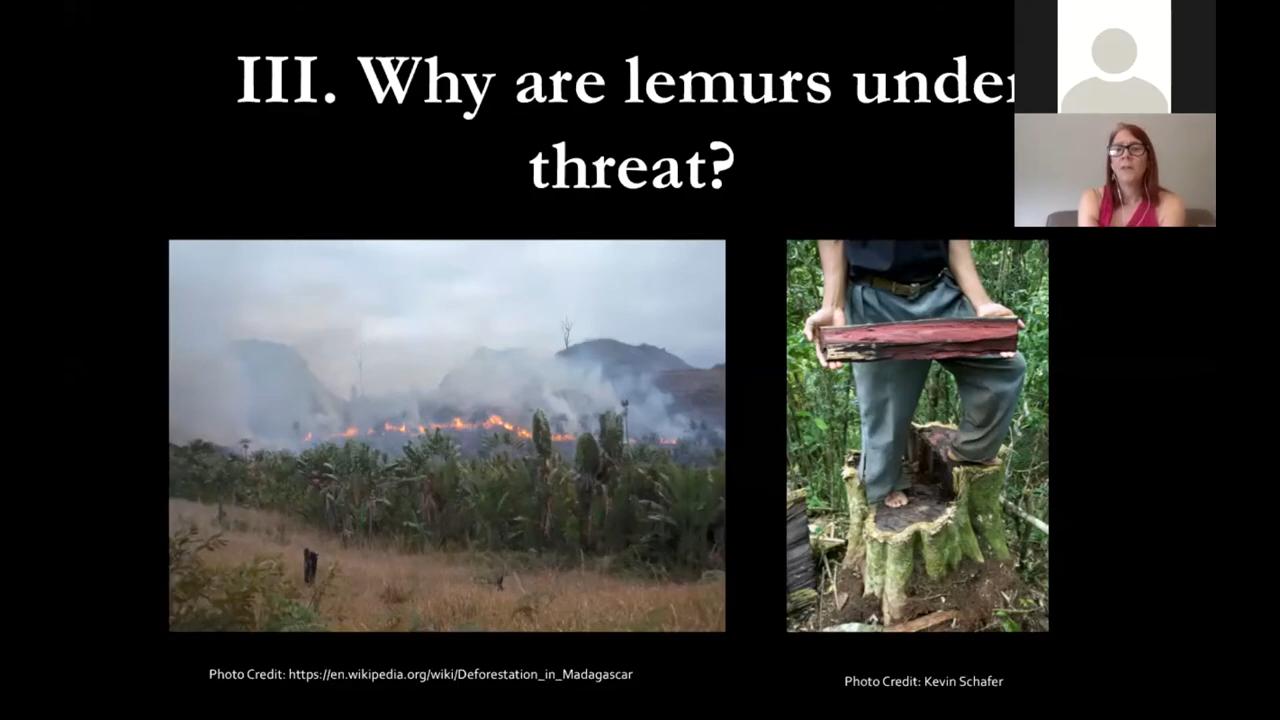 III. Why are lemurs under
threat?
Photo Credit: https://en.wikipedia.org/wiki/Deforestation_in_Madagascar
Photo Credit: Kevin Schafer